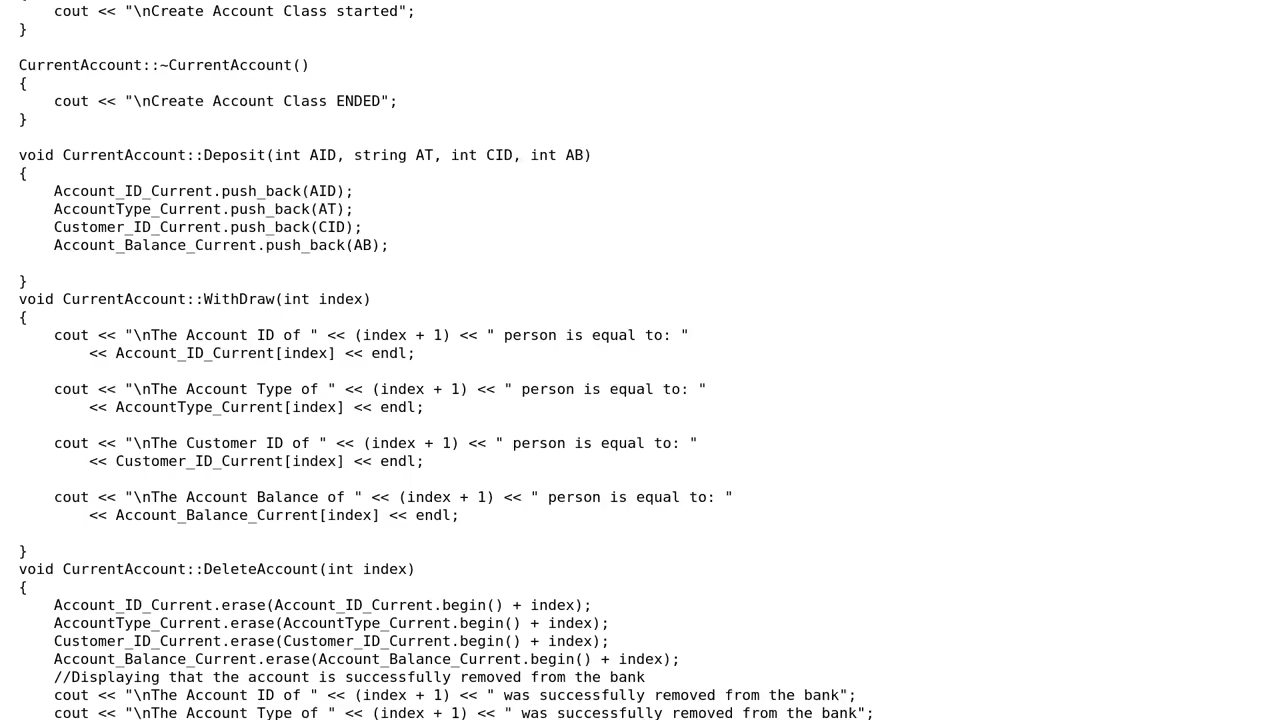 cout << "\nCreate Account Class started";
}

CurrentAccount::~CurrentAccount()
{
    cout << "\nCreate Account Class ENDED";
}

void CurrentAccount::Deposit(int AID, string AT, int CID, int AB)
{
    Account_ID_Current.push_back(AID);
    AccountType_Current.push_back(AT);
    Customer_ID_Current.push_back(CID);
    Account_Balance_Current.push_back(AB);

}
void CurrentAccount::WithDraw(int index)
{
    cout << "\nThe Account ID of " << (index + 1) << " person is equal to: "
        << Account_ID_Current[index] << endl;

    cout << "\nThe Account Type of " << (index + 1) << " person is equal to: "
        << AccountType_Current[index] << endl;

    cout << "\nThe Customer ID of " << (index + 1) << " person is equal to: "
        << Customer_ID_Current[index] << endl;

    cout << "\nThe Account Balance of " << (index + 1) << " person is equal to: "
        << Account_Balance_Current[index] << endl;

}
void CurrentAccount::DeleteAccount(int index)
{
    Account_ID_Current.erase(Account_ID_Current.begin() + index);
    AccountType_Current.erase(AccountType_Current.begin() + index);
    Customer_ID_Current.erase(Customer_ID_Current.begin() + index);
    Account_Balance_Current.erase(Account_Balance_Current.begin() + index);
    //Displaying that the account is successfully removed from the bank
    cout << "\nThe Account ID of " << (index + 1) << " was successfully removed from the bank";
    cout << "\nThe Account Type of " << (index + 1) << " was successfully removed from the bank";